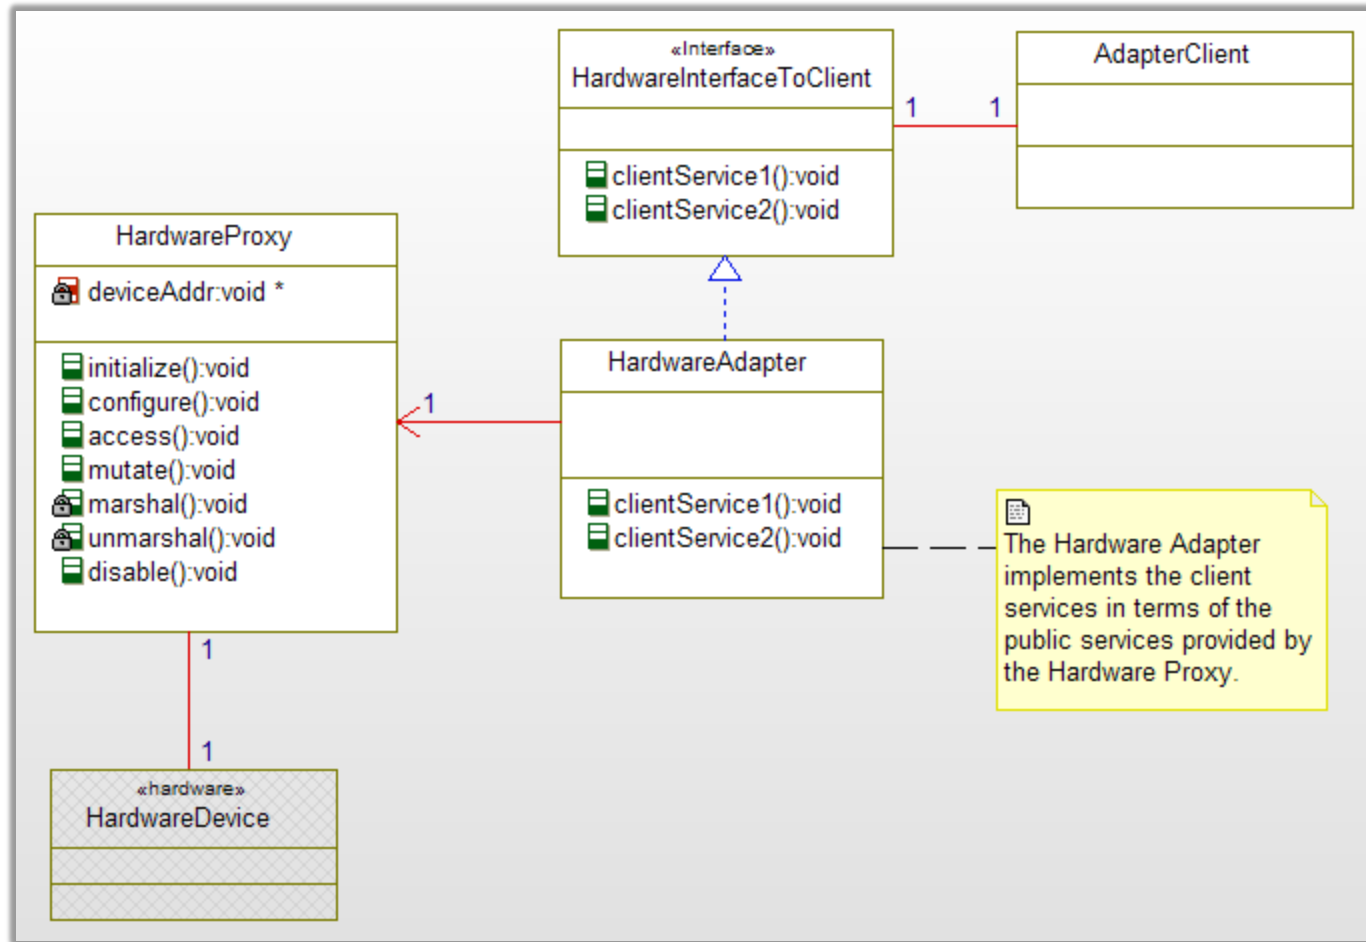 «Interface»
HardwareInterfaceToClient
clientService1():void
clientService2():void
1
1
AdapterClient
HardwareProxy
deviceAddr:void *
initialize():void
configure():void
access():void
mutate():void
marshal():void
unmarshal():void
disable():void
1
HardwareAdapter
clientService1():void
clientService2():void
The Hardware Adapter
implements the client
services in terms of the
public services provided by
the Hardware Proxy.
1
1
«hardware»
HardwareDevice